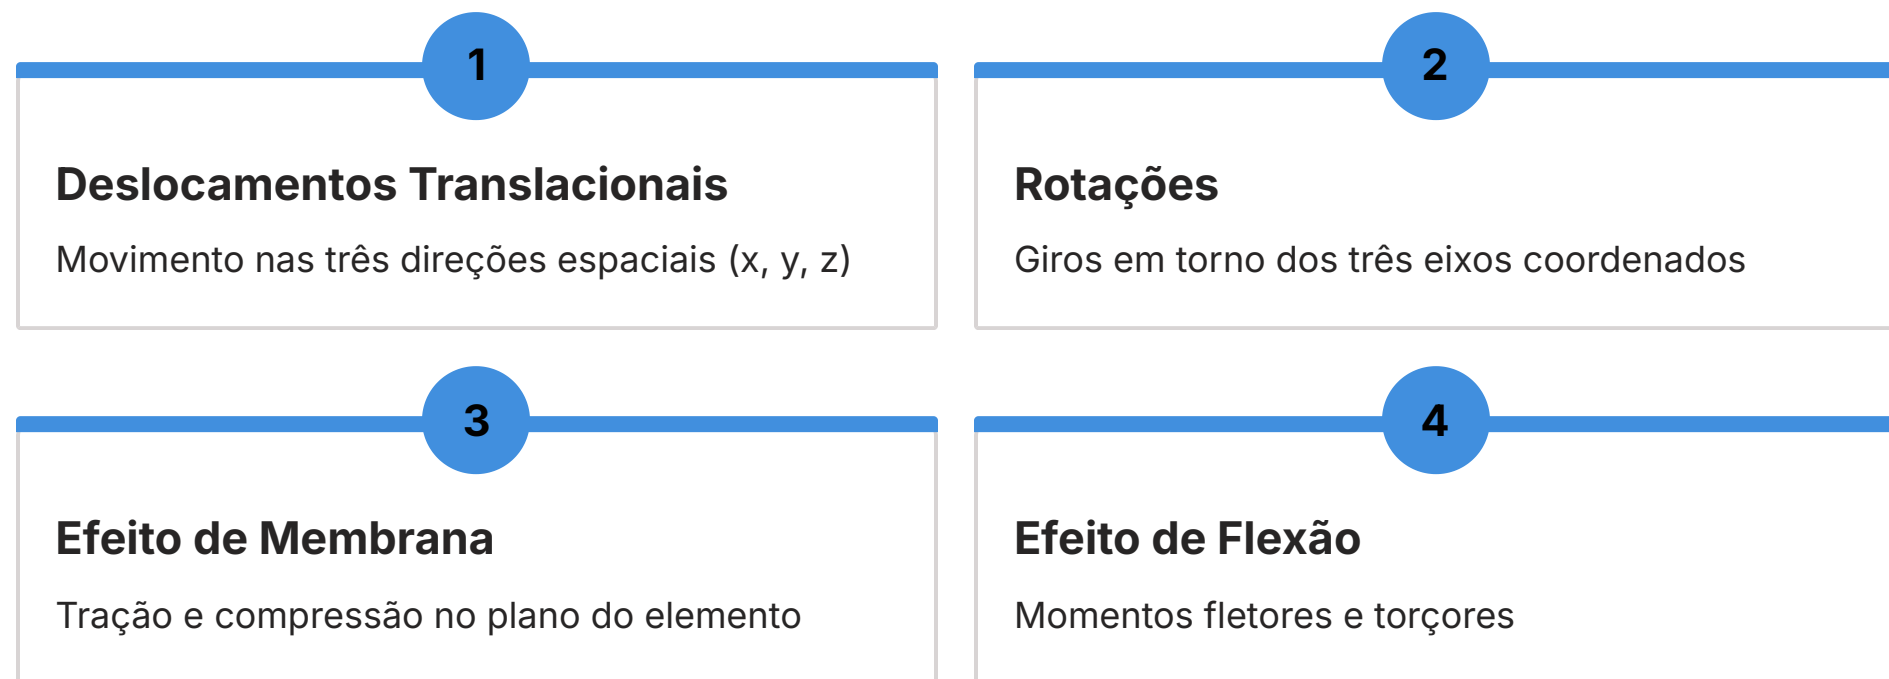 1
Deslocamentos Translacionais
Movimento nas três direções espaciais (x, y, z)
2
Rotações
Giros em torno dos três eixos coordenados
3
Efeito de Membrana
Tração e compressão no plano do elemento
4
Efeito de Flexão
Momentos fletores e torçores